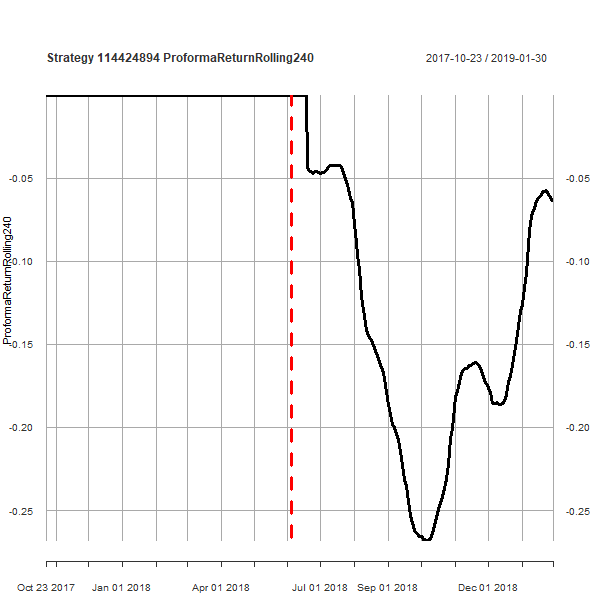 Strategy 114424894 ProformaReturnRolling240
2017-10-23 / 2019-01-30
ProformaReturnRolling240
-0.05
-0.10
-0.15
-0.20
-0.25
-0.05
-0.10
-0.15
-0.20
-0.25
Oct 23 2017 Jan 01 2018 Apr 01 2018 Jul 01 2018 Sep 01 2018 Dec 01 2018